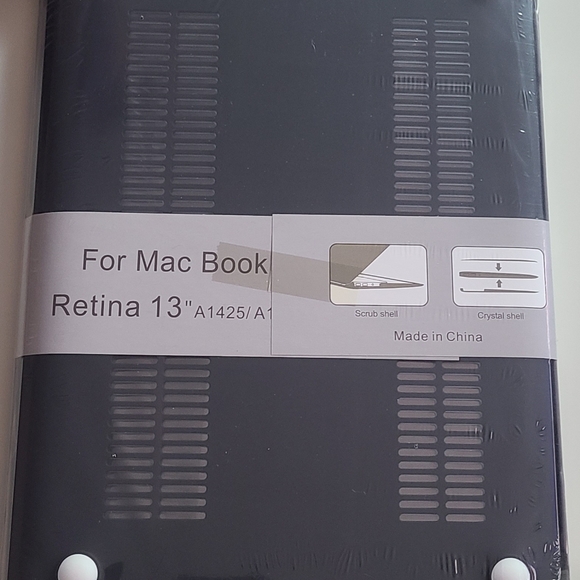 For Mac Book
Retina 13" A1425/ A1
Scrub shell
Crystal shell
Made in China